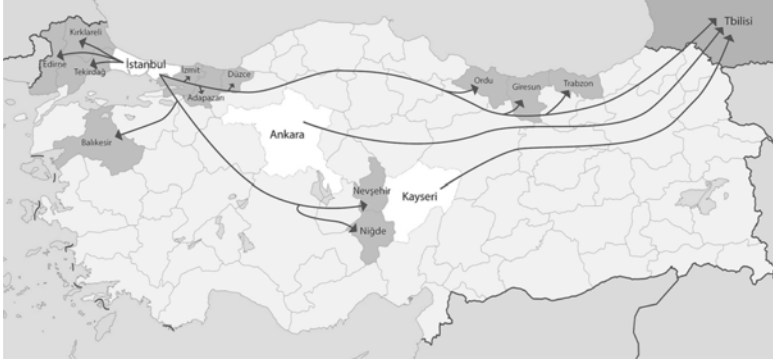 Tbilisi
Kırklareli
Edirne
İstanbul
Tekirdağ
İzmit
Düzce
Adapazarı
Ordu
Giresun
Trabzon
Ankara
Balıkesir
Nevşehir
Kayseri
Niğde